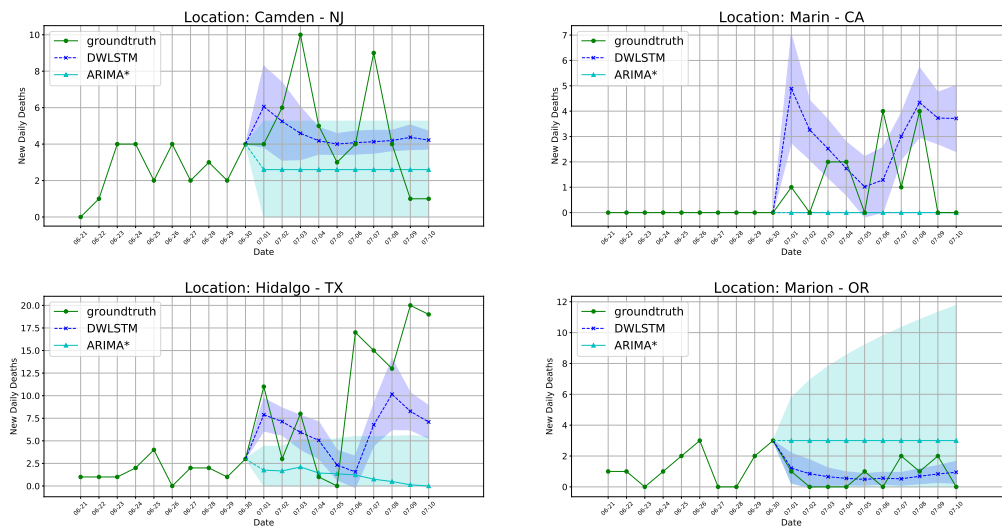 Location: Camden - NJ
New Daily Deaths
10
8
6
4
2
0
groundtruth
DWLSTM
ARIMA*
06-21 06-22 06-23 06-24 06-25 06-26 06-27 06-28 06-29 06-30 07-01 07-02 07-03 07-04 07-05 07-06 07-07 07-08 07-09 07-10
Date
Location: Marin - CA
New Daily Deaths
7
6
5
4
3
2
1
0
groundtruth
DWLSTM
ARIMA*
06-21 06-22 06-23 06-24 06-25 06-26 06-27 06-28 06-29 06-30 07-01 07-02 07-03 07-04 07-05 07-06 07-07 07-08 07-09 07-10
Date
Location: Hidalgo - TX
New Daily Deaths
20.0
17.5
15.0
12.5
10.0
7.5
5.0
2.5
0.0
groundtruth
DWLSTM
ARIMA*
06-21 06-22 06-23 06-24 06-25 06-26 06-27 06-28 06-29 06-30 07-01 07-02 07-03 07-04 07-05 07-06 07-07 07-08 07-09 07-10
Date
Location: Marion - OR
New Daily Deaths
12
10
8
6
4
2
0
groundtruth
DWLSTM
ARIMA*
06-21 06-22 06-23 06-24 06-25 06-26 06-27 06-28 06-29 06-30 07-01 07-02 07-03 07-04 07-05 07-06 07-07 07-08 07-09 07-10
Date